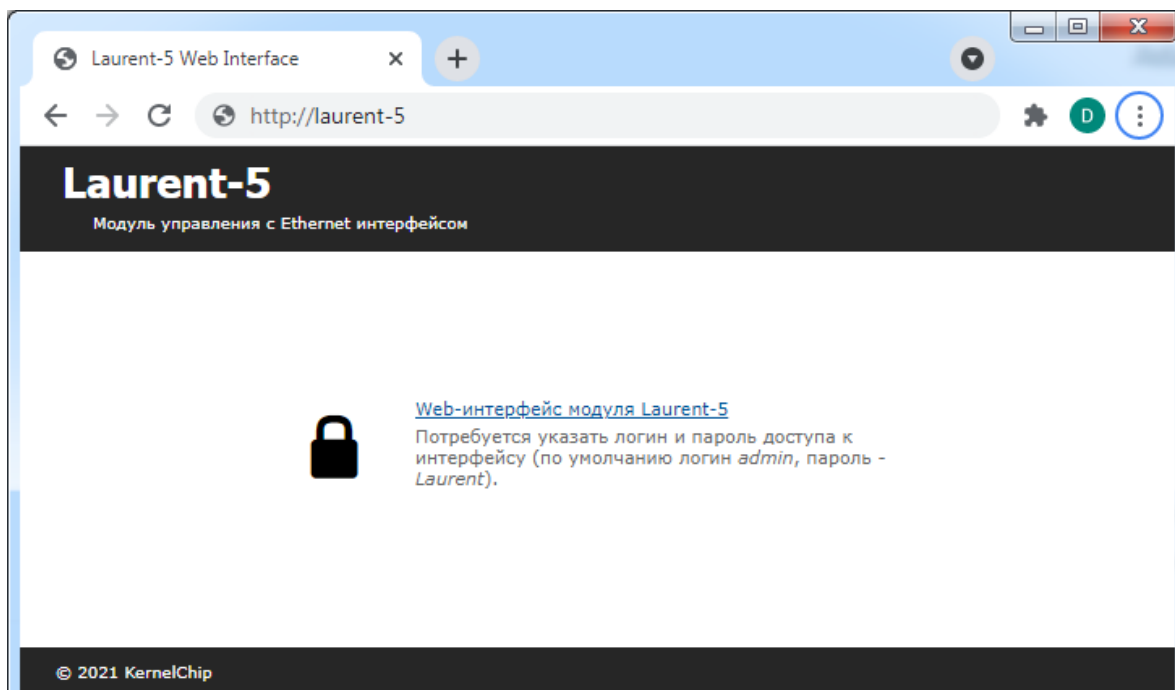 Laurent-5 Web Interface
http://laurent-5
D
Laurent-5
Модуль управления с Ethernet интерфейсом
Web-интерфейс модуля Laurent-5
Потребуется указать логин и пароль доступа к
интерфейсу (по умолчанию логин admin, пароль -
Laurent).
© 2021 KernelChip